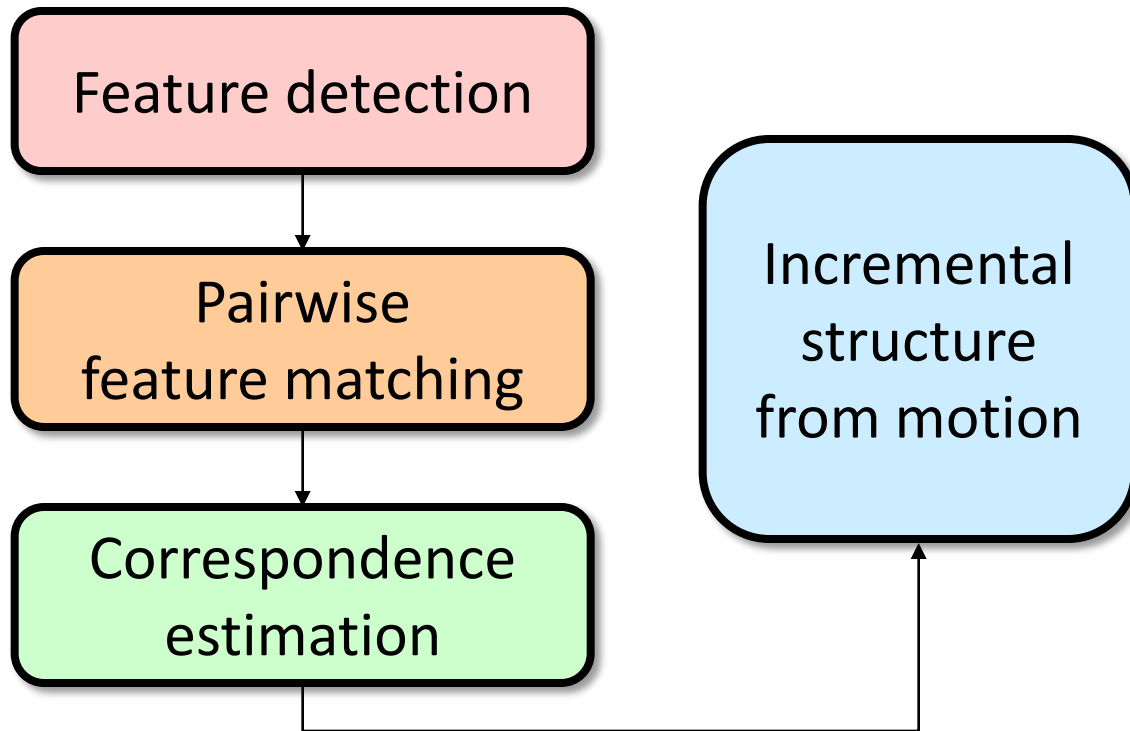 Feature detection
Pairwise
feature matching
Correspondence
estimation
Incremental
structure
from motion